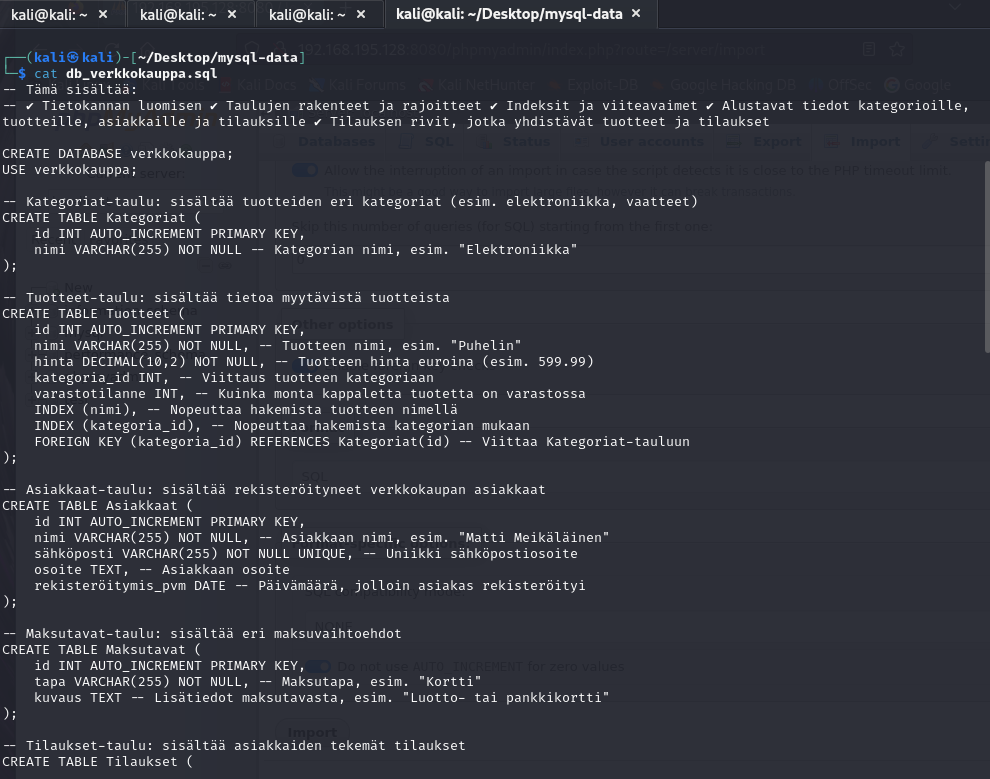 kali@kali: ~ ×  kali@kali: ~ ×  kali@kali: ~ ×  kali@kali: ~/Desktop/mysql-data ×
┌──(kali㉿kali)-[~/Desktop/mysql-data]
└─$ cat db_verkkokauppa.sql
-- Tämä sisältää:
-- ✔ Tietokannan luomisen ✔ Taulujen rakenteet ja rajoitteet ✔ Indeksit ja viiteavaimet ✔ Alustavat tiedot kategorioille,
tuotteille, asiakkaille ja tilauksille ✔ Tilauksen rivit, jotka yhdistävät tuotteet ja tilaukset
CREATE DATABASE verkkokauppa;
USE verkkokauppa;
-- Kategoriat-taulu: sisältää tuotteiden eri kategoriat (esim. elektroniikka, vaatteet)
CREATE TABLE Kategoriat (
    id INT AUTO_INCREMENT PRIMARY KEY,
    nimi VARCHAR(255) NOT NULL -- Kategorian nimi, esim. "Elektroniikka"
);
-- Tuotteet-taulu: sisältää tietoa myytävistä tuotteista
CREATE TABLE Tuotteet (
    id INT AUTO_INCREMENT PRIMARY KEY,
    nimi VARCHAR(255) NOT NULL, -- Tuotteen nimi, esim. "Puhelin"
    hinta DECIMAL(10,2) NOT NULL, -- Tuotteen hinta euroina (esim. 599.99)
    kategoria_id INT, -- Viittaus tuotteen kategoriaan
    varastotilanne INT, -- Kuinka monta kappaletta tuotetta on varastossa
    INDEX (nimi), -- Nopeuttaa hakemista tuotteen nimellä
    INDEX (kategoria_id), -- Nopeuttaa hakemista kategorian mukaan
    FOREIGN KEY (kategoria_id) REFERENCES Kategoriat(id) -- Viittaa Kategoriat-tauluun
);
-- Asiakkaat-taulu: sisältää rekisteröityneet verkkokaupan asiakkaat
CREATE TABLE Asiakkaat (
    id INT AUTO_INCREMENT PRIMARY KEY,
    nimi VARCHAR(255) NOT NULL, -- Asiakkaan nimi, esim. "Matti Meikäläinen"
    sähköposti VARCHAR(255) NOT NULL UNIQUE, -- Uniikki sähköpostiosoite
    osoite TEXT, -- Asiakkaan osoite
    rekisteröitymis_pvm DATE -- Päivämäärä, jolloin asiakas rekisteröityi
);
-- Maksutavat-taulu: sisältää eri maksuvaihtoehdot
CREATE TABLE Maksutavat (
    id INT AUTO_INCREMENT PRIMARY KEY,
    tapa VARCHAR(255) NOT NULL, -- Maksutapa, esim. "Kortti"
    kuvaus TEXT -- Lisätiedot maksutavasta, esim. "Luotto- tai pankkikortti"
);
-- Tilaukset-taulu: sisältää asiakkaiden tekemät tilaukset
CREATE TABLE Tilaukset (